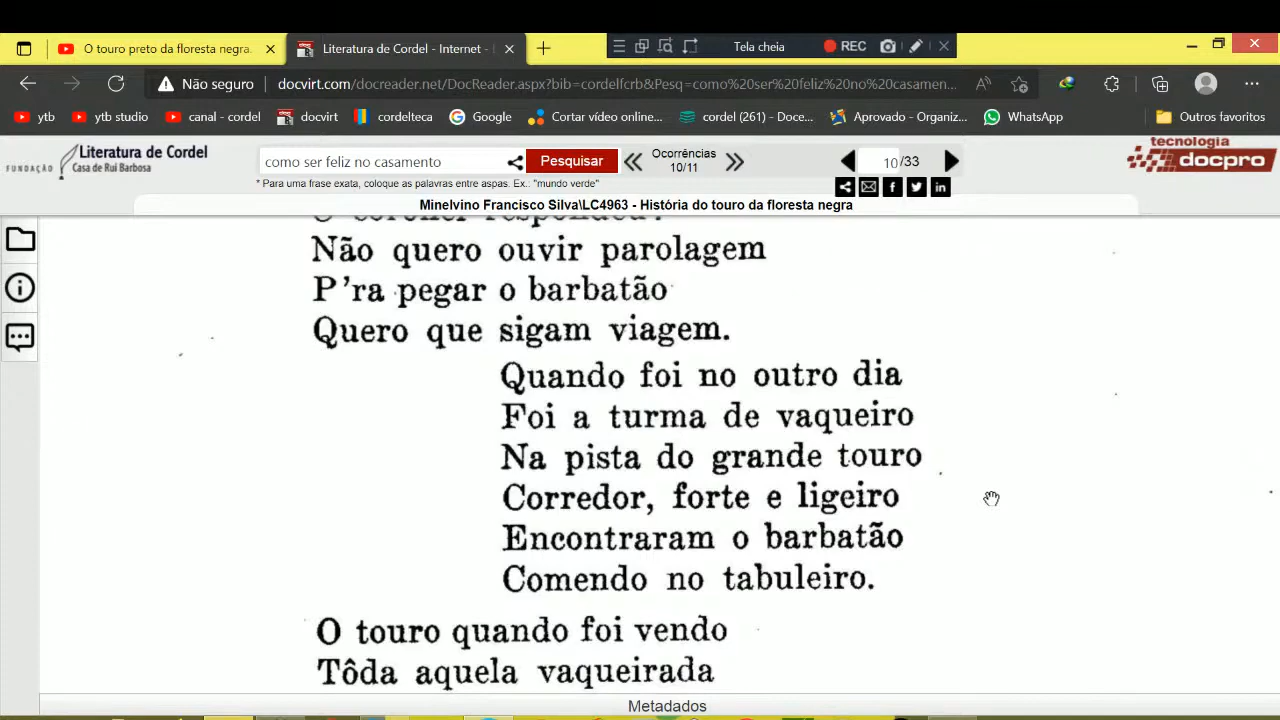 O touro preto da floresta negra.
Literatura de Cordel - Internet -
Tela cheia
REC
Não seguro
docvirt.com/docreader.net/DocReader.aspx?bib=cordelfcrb&Pesq=como%20ser%20feliz%20no%20casamen...
ytb
ytb studio
canal - cordel
docvirt
cordelteca
Google
Cortar vídeo online...
cordel (261) - Doce...
Aprovado - Organiz...
WhatsApp
Outros favoritos
FUNDAÇÃO
Literatura de Cordel
Casa de Rui Barbosa
como ser feliz no casamento
Pesquisar
Ocorrências
10/11
10 /33
tecnologia
docpro
* Para uma frase exata, coloque as palavras entre aspas. Ex.: "mundo verde"
Minelvino Francisco Silva\LC4963 - História do touro da floresta negra
Não quero ouvir parolagem
P'ra pegar o barbatão
Quero que sigam viagem.
Quando foi no outro dia
Foi a turma de vaqueiro
Na pista do grande touro
Corredor, forte e ligeiro
Encontraram o barbatão
Comendo no tabuleiro.
O touro quando foi vendo
Tôda aquela vaqueirada
Metadados